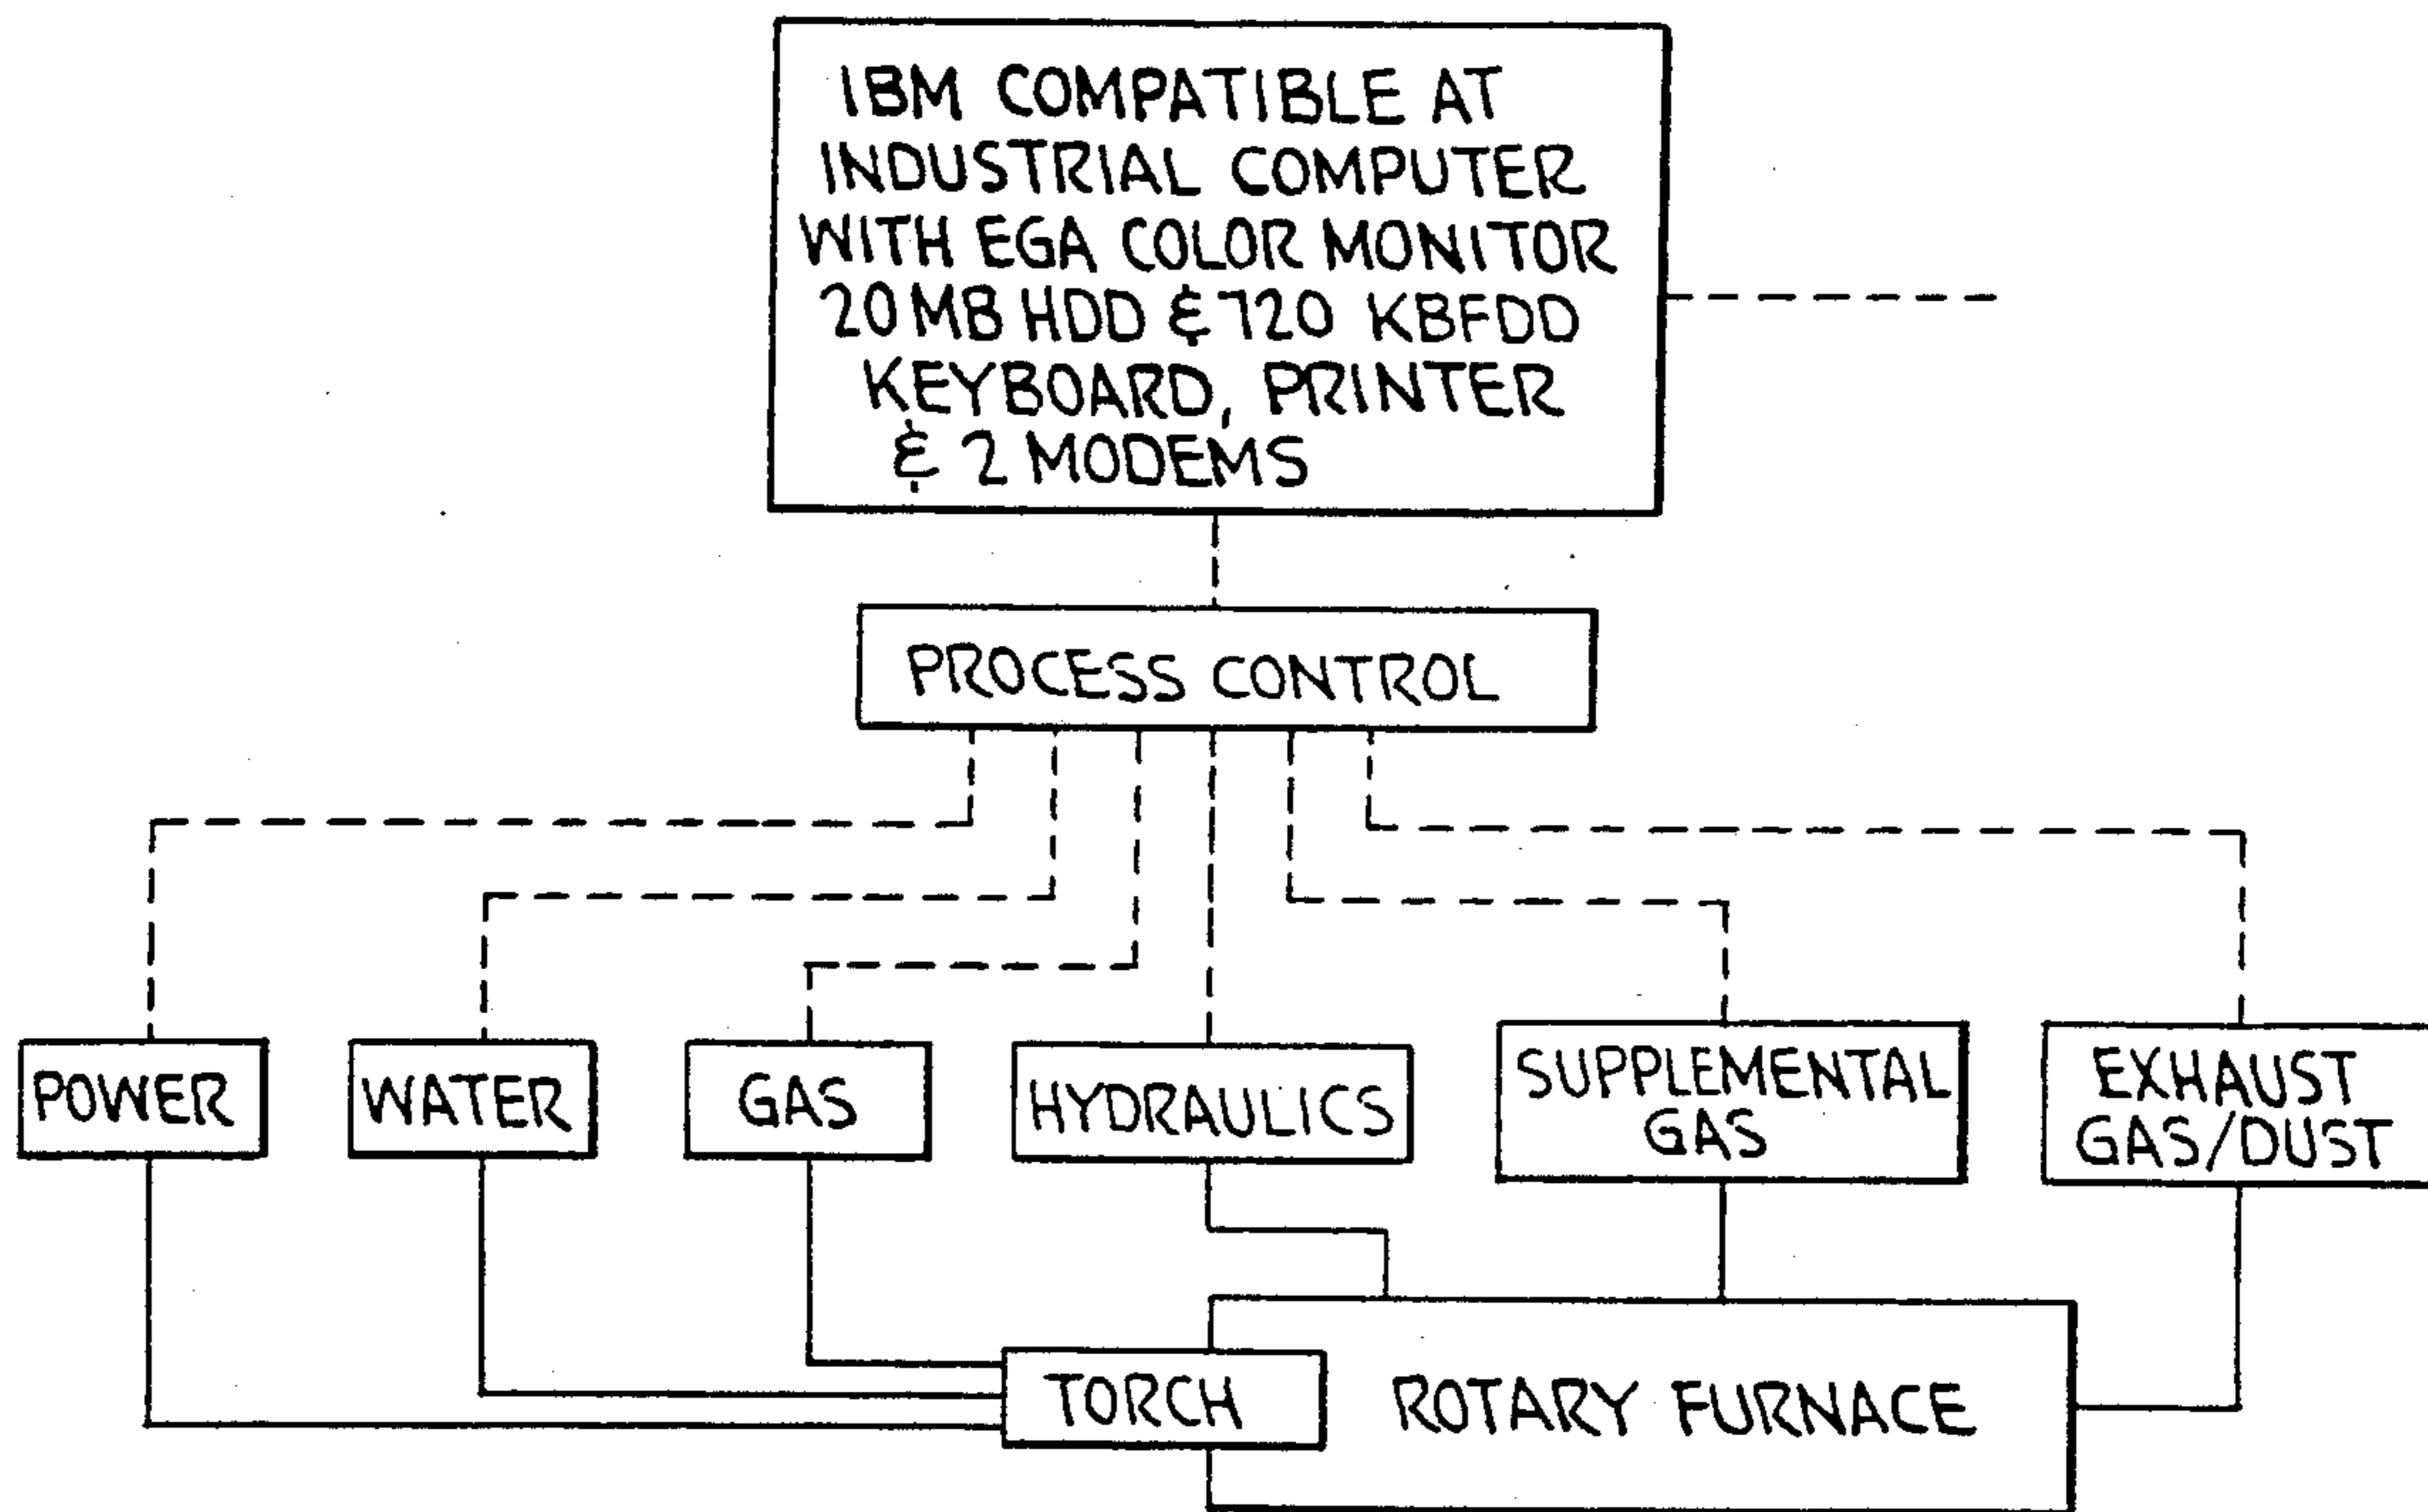 IBM COMPATIBLE AT
INDUSTRIAL COMPUTER
WITH EGA COLOR MONITOR
20 MB HDD & 720 KBFDD
KEYBOARD, PRINTER
& 2 MODEMS
PROCESS CONTROL
POWER
WATER
GAS
HYDRAULICS
SUPPLEMENTAL
GAS
EXHAUST
GAS/DUST
TORCH
ROTARY FURNACE